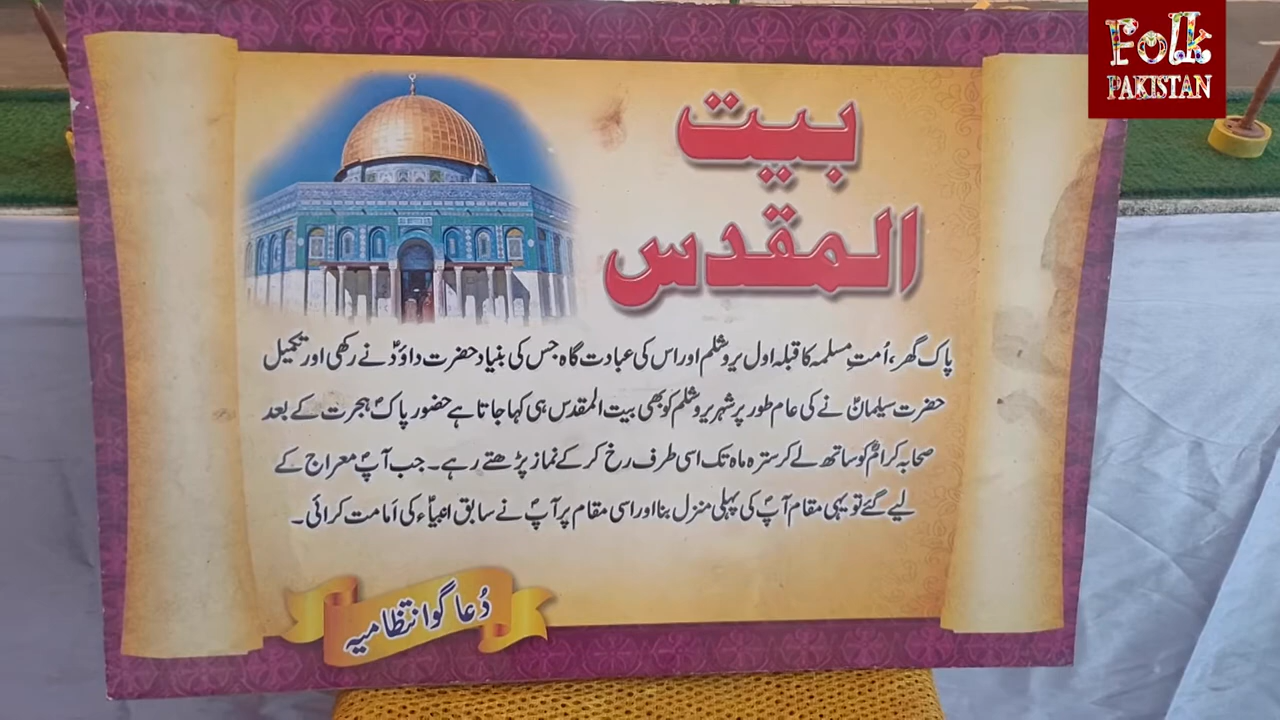 Folk
PAKISTAN
بیت
المقدس
پاک گھر، اُمتِ مسلمہ کا قبلہ اول یروشلم اور اس کی عبادت گاہ جس کی بنیاد حضرت داؤدؑ نے رکھی اور تکمیل
حضرت سلیمانؑ نے کی عام طور پر شہر یروشلم کو بھی بیت المقدس ہی کہا جاتا ہے حضور پاکؐ ہجرت کے بعد
صحابہ کرامؓ کو ساتھ لے کر سترہ ماہ تک اسی طرف رخ کر کے نماز پڑھتے رہے۔ جب آپؐ معراج کے
لیے گئے تو یہی مقام آپؐ کی پہلی منزل بنا اور اسی مقام پر آپؐ نے سابق انبیاؑء کی اَمامت کرائی۔
دُعا گو انتظامیہ